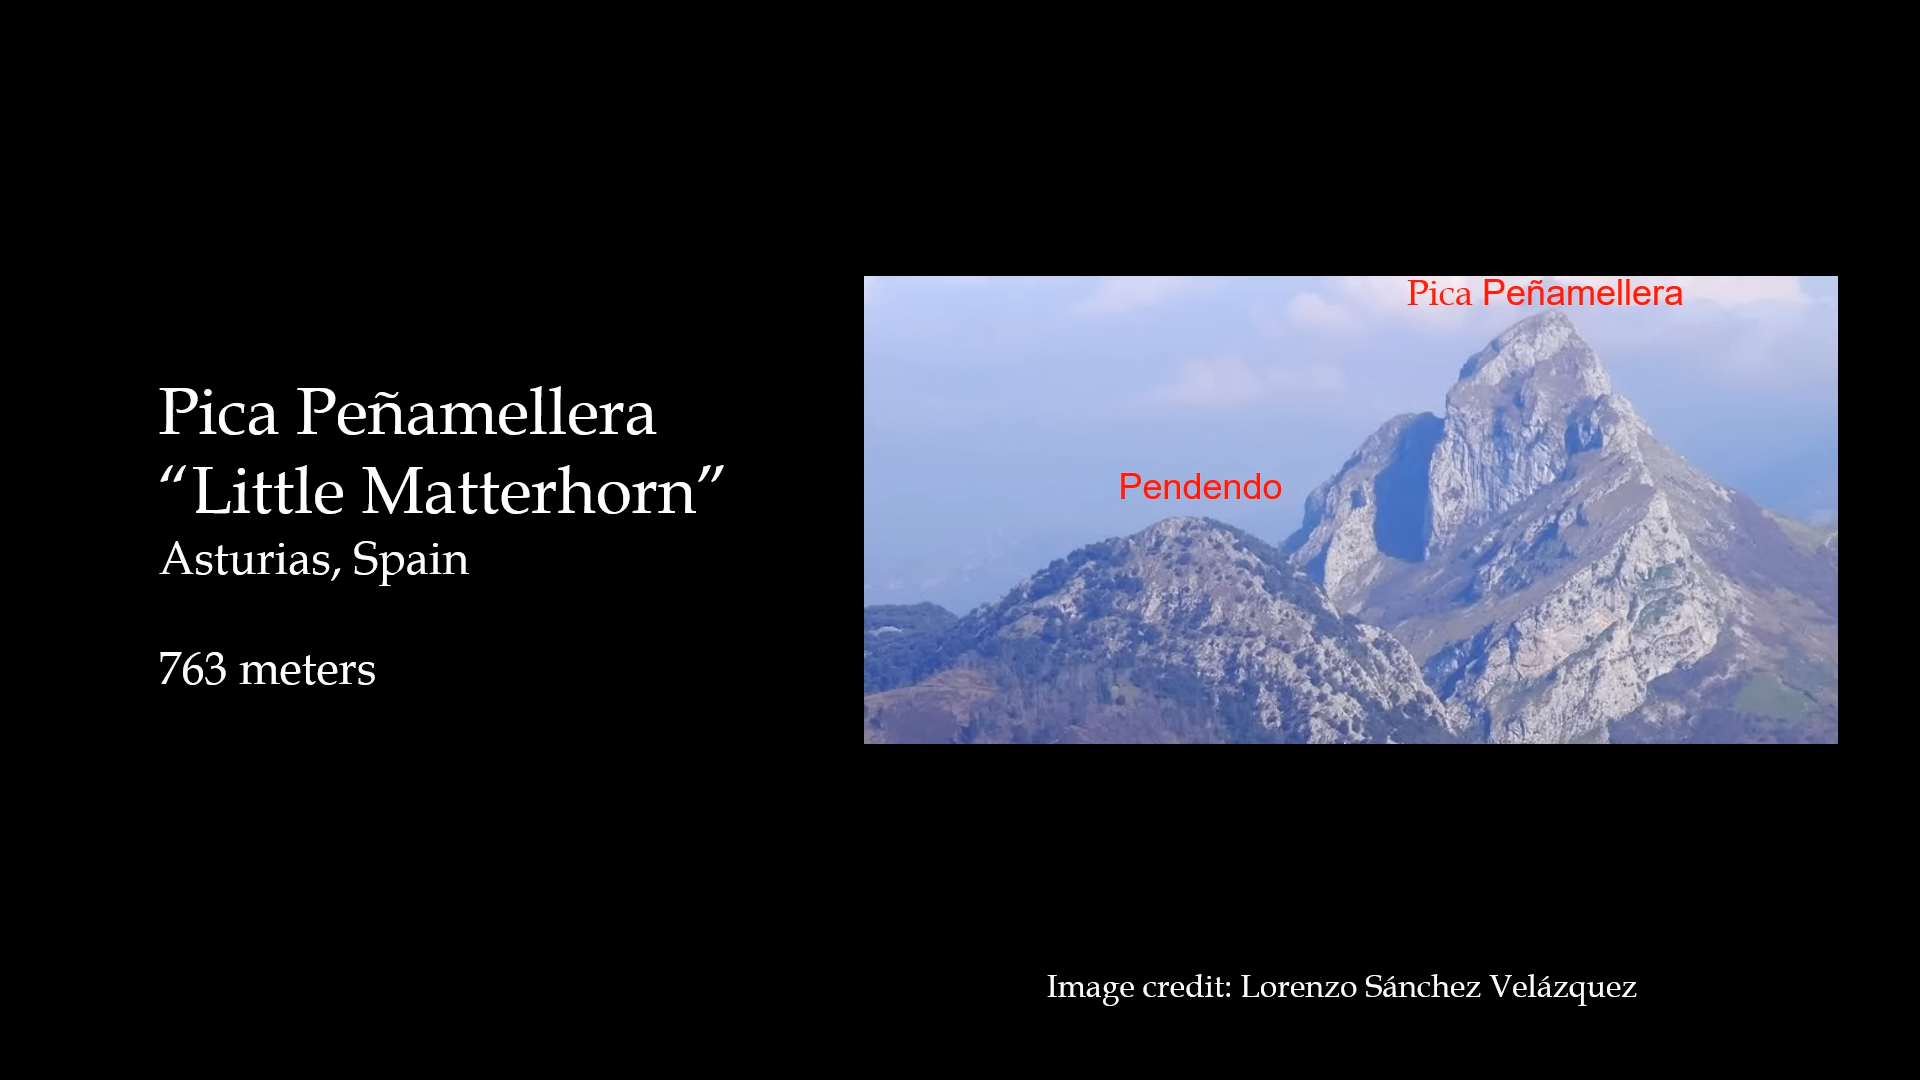 Pica Peñamellera
“Little Matterhorn”
Asturias, Spain
763 meters
Pica Peñamellera
Pendendo
Image credit: Lorenzo Sánchez Velázquez